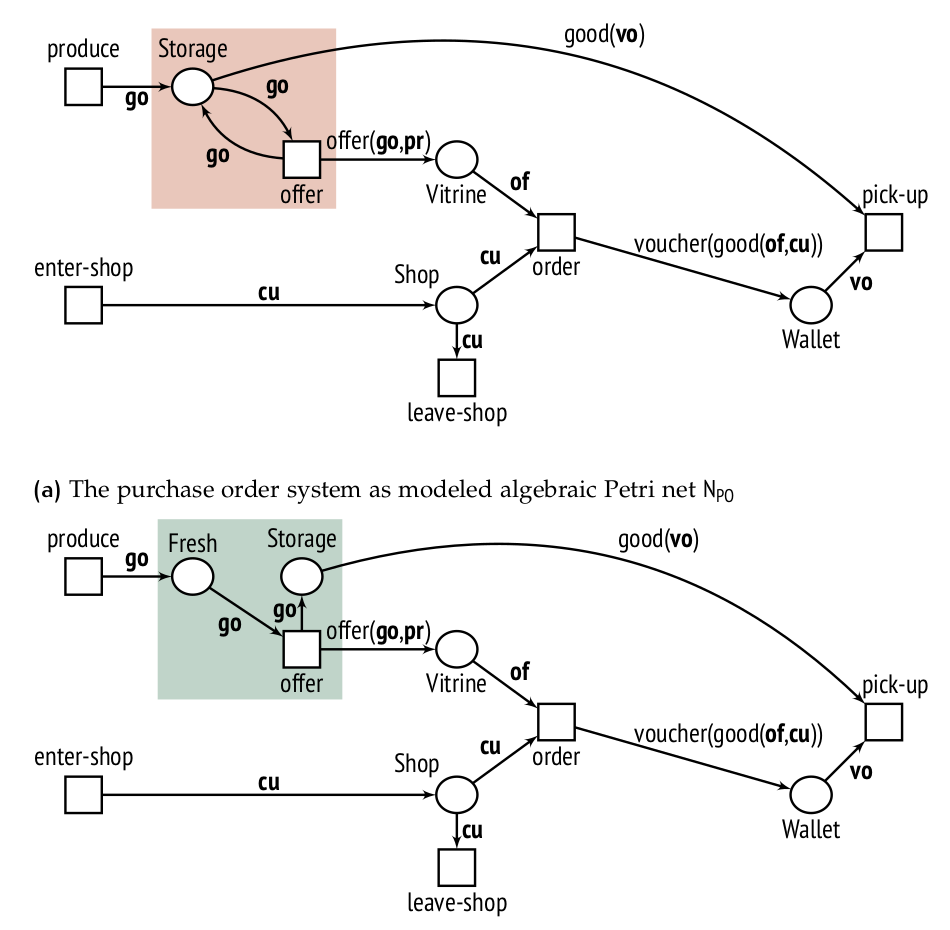 good(vo)
produce
Storage
go
go
go
offer(go,pr)
offer
Vitrine
of
pick-up
enter-shop
cu
Shop
cu
order
voucher(good(of,cu))
vo
Wallet
cu
leave-shop
(a) The purchase order system as modeled algebraic Petri net N_PO
produce
go
Fresh
Storage
good(vo)
go
go
offer(go,pr)
offer
Vitrine
of
pick-up
enter-shop
cu
Shop
cu
order
voucher(good(of,cu))
vo
Wallet
cu
leave-shop